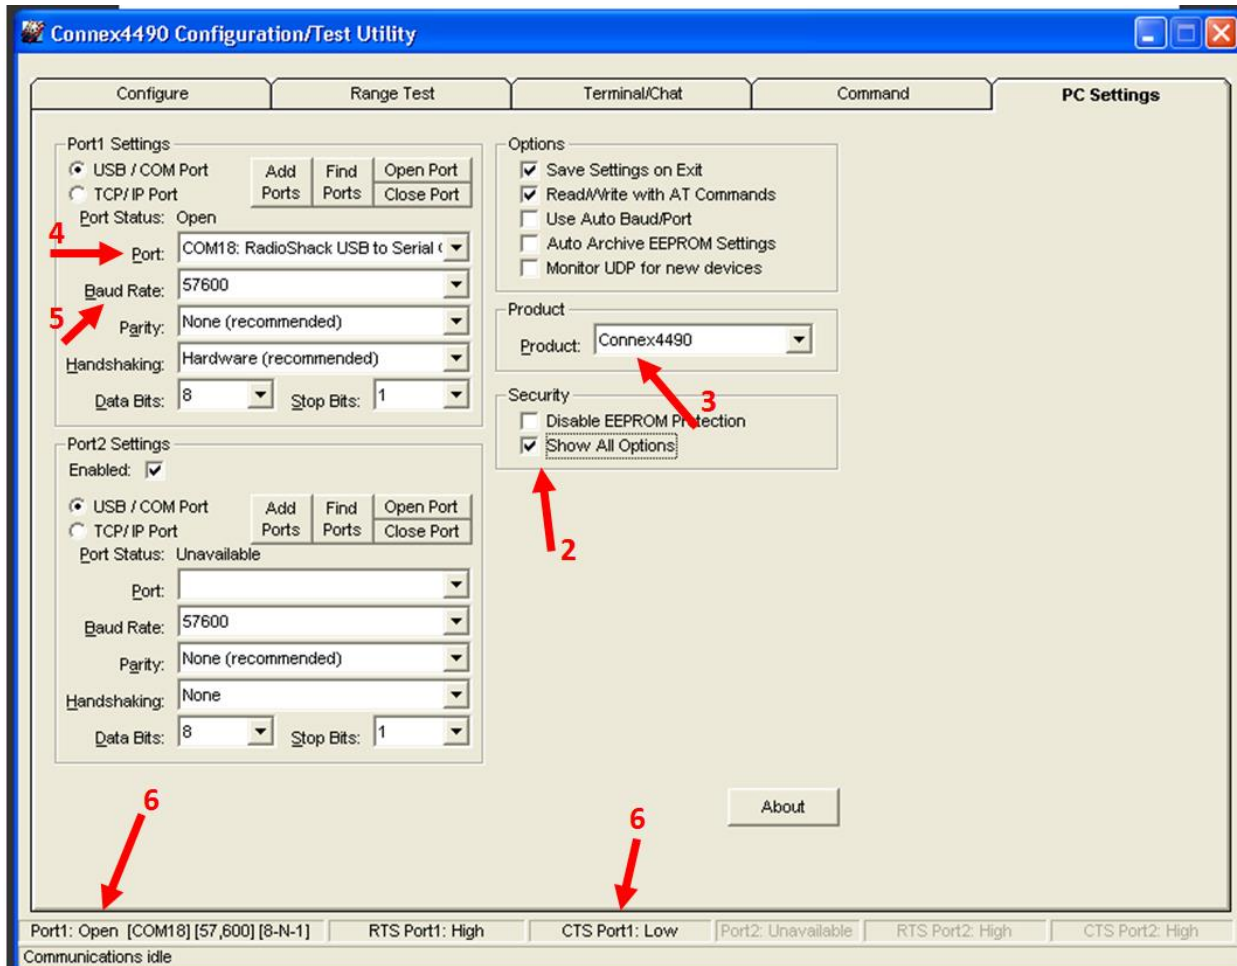 Connex4490 Configuration/Test Utility
Configure
Range Test
Terminal/Chat
Command
PC Settings
Port1 Settings
USB / COM Port
TCP/ IP Port
Add Ports
Find Ports
Open Port
Close Port
Port Status: Open
4
Port: COM18: RadioShack USB to Serial
Baud Rate: 57600
5
Parity: None (recommended)
Handshaking: Hardware (recommended)
Data Bits: 8 Stop Bits: 1
Port2 Settings
Enabled:
USB / COM Port
TCP/ IP Port
Add Ports
Find Ports
Open Port
Close Port
Port Status: Unavailable
Port:
Baud Rate: 57600
Parity: None (recommended)
Handshaking: None
Data Bits: 8 Stop Bits: 1
Options
Save Settings on Exit
Read/Write with AT Commands
Use Auto Baud/Port
Auto Archive EEPROM Settings
Monitor UDP for new devices
Product
Product: Connex4490
3
Security
Disable EEPROM Protection
Show All Options
2
About
6
6
Port1: Open [COM18] [57,600] [8-N-1]
RTS Port1: High
CTS Port1: Low
Port2: Unavailable
RTS Port2: High
CTS Port2: High
Communications idle